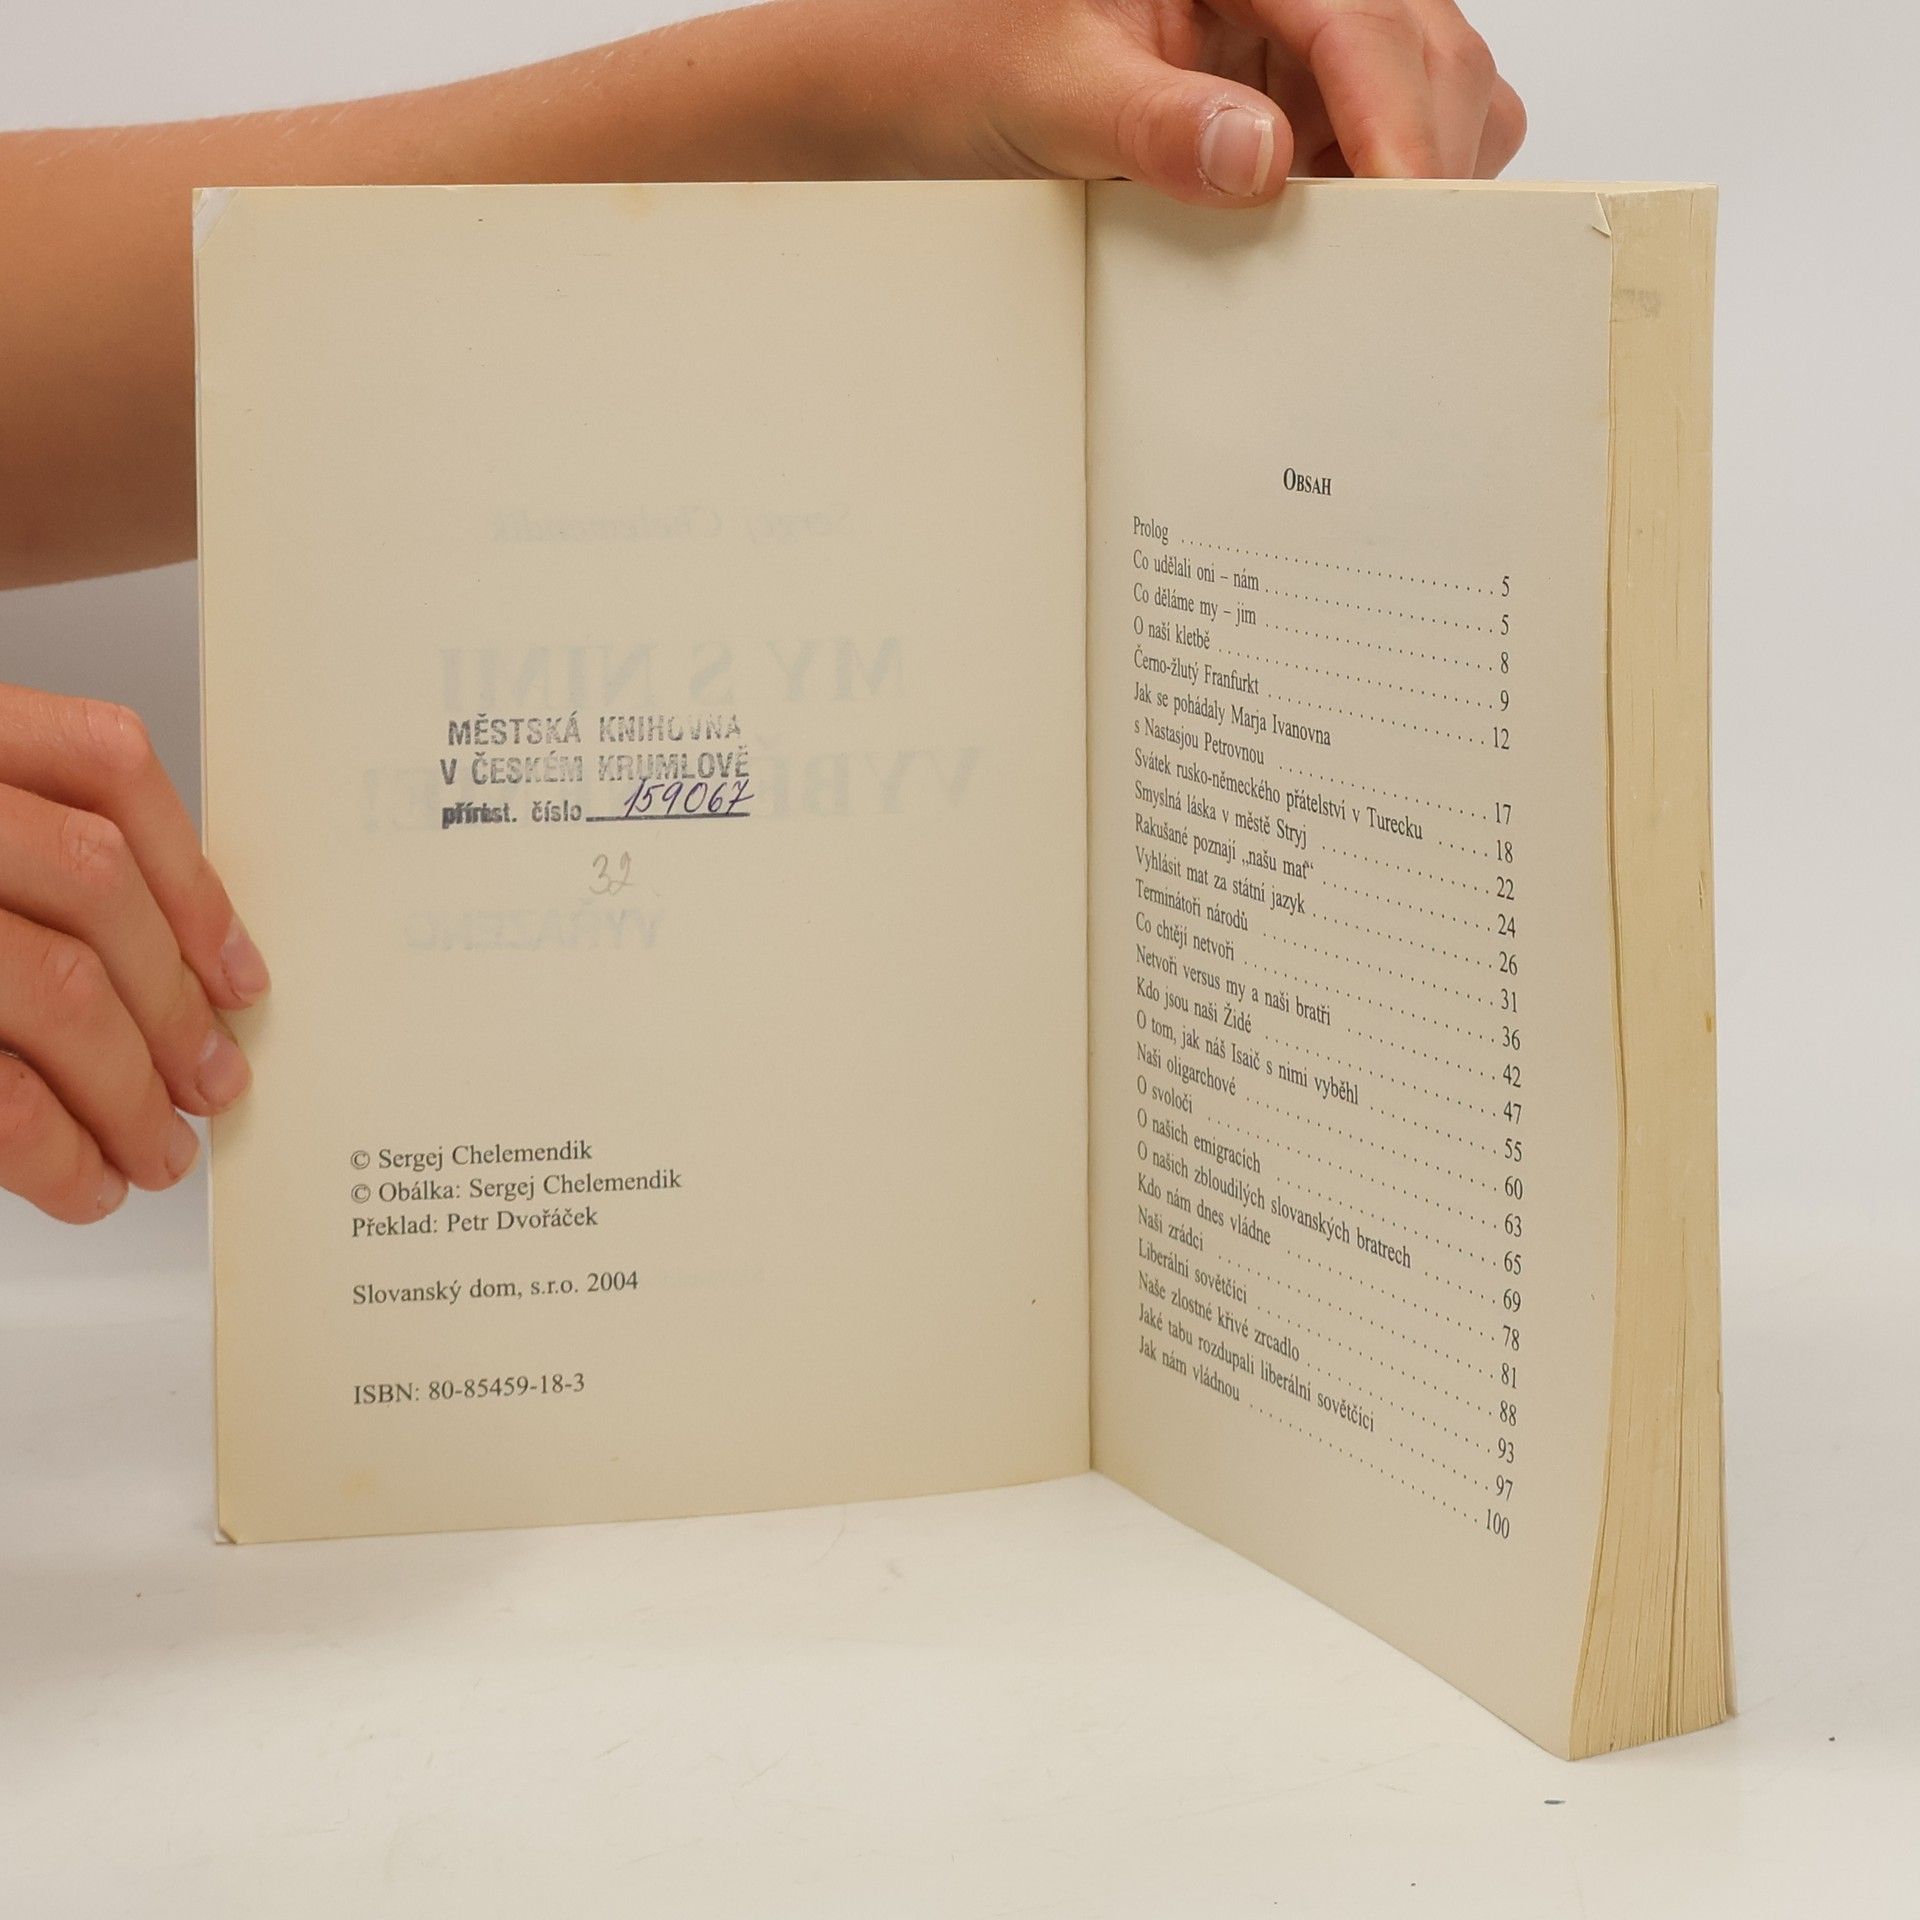 Sergej Chelemendik
MY S NIMI
MĚSTSKÁ KNIHOVNA
V ČESKÉM KRUMLOVĚ
přírůst. číslo 159067
32
VYŘAZENO
© Sergej Chelemendik
© Obálka: Sergej Chelemendik
Překlad: Petr Dvořáček
Slovanský dom, s.r.o. 2004
ISBN: 80-85459-18-3
OBSAH
Prolog . . . . . . . . . . . . . . . . . . . . . . . . . . . . 5
Co udělali oni – nám . . . . . . . . . . . . . . . . . . . . 5
Co děláme my – jim . . . . . . . . . . . . . . . . . . . . 8
O naší kletbě . . . . . . . . . . . . . . . . . . . . . . . . 9
Černo-žlutý Franfurkt . . . . . . . . . . . . . . . . . . . 12
Jak se pohádaly Marja Ivanovna
s Nastasjou Petrovnou . . . . . . . . . . . . . . . . . . 17
Svátek rusko-německého přátelství v Turecku . . . . . 18
Smyslná láska v městě Stryj . . . . . . . . . . . . . . . 22
Rakušané poznají „našu mať“ . . . . . . . . . . . . . . 24
Vyhlásit mat za státní jazyk . . . . . . . . . . . . . . . 26
Terminátoři národů . . . . . . . . . . . . . . . . . . . . 31
Co chtějí netvoři . . . . . . . . . . . . . . . . . . . . . 36
Netvoři versus my a naši bratři . . . . . . . . . . . . . 42
Kdo jsou naši Židé . . . . . . . . . . . . . . . . . . . . 47
O tom, jak náš Isaič s nimi vyběhl . . . . . . . . . . . 55
Naši oligarchové . . . . . . . . . . . . . . . . . . . . . 60
O svoloči . . . . . . . . . . . . . . . . . . . . . . . . . 63
O našich emigracích . . . . . . . . . . . . . . . . . . . 65
O našich zbloudilých slovanských bratrech . . . . . . 69
Kdo nám dnes vládne . . . . . . . . . . . . . . . . . . 78
Naši zrádci . . . . . . . . . . . . . . . . . . . . . . . . 81
Liberální sovětčíci . . . . . . . . . . . . . . . . . . . . 88
Naše zlostné křivé zrcadlo . . . . . . . . . . . . . . . . 93
Jaké tabu rozdupali liberální sovětčíci . . . . . . . . . 97
Jak nám vládnou . . . . . . . . . . . . . . . . . . . . . 100